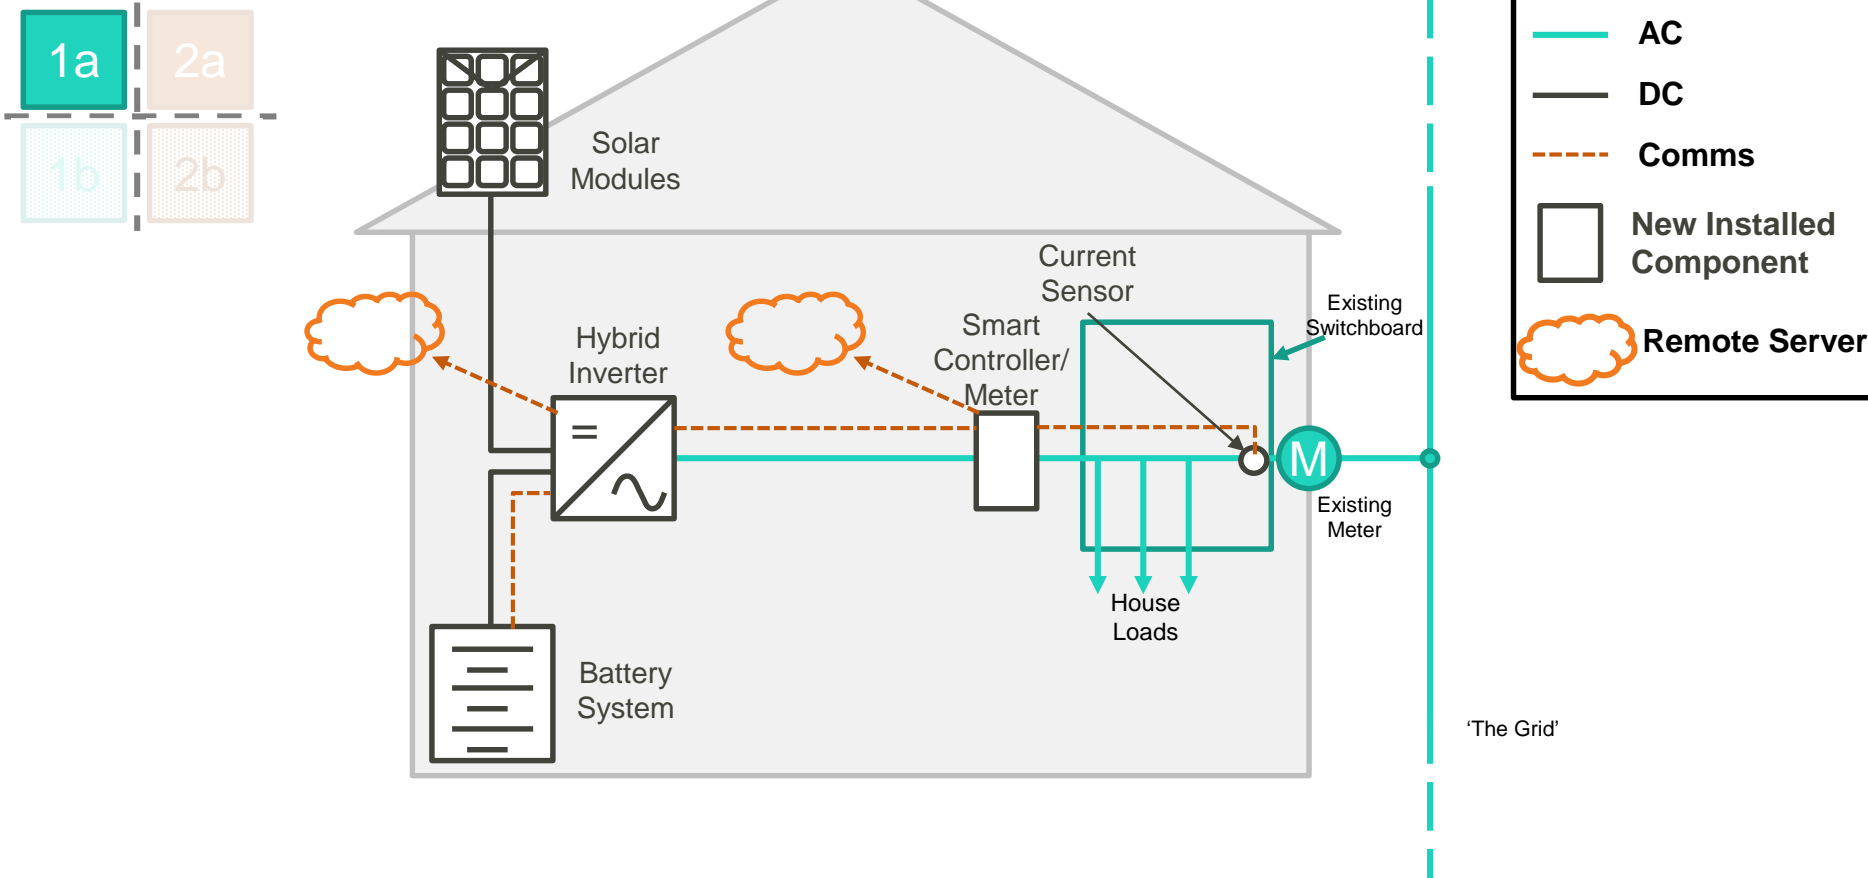 1a
2a
1b
2b
Solar
Modules
Hybrid
Inverter
Battery
System
Smart
Controller/
Meter
Current
Sensor
Existing
Switchboard
M
Existing
Meter
House
Loads
'The Grid'
AC
DC
Comms
New Installed
Component
Remote Server